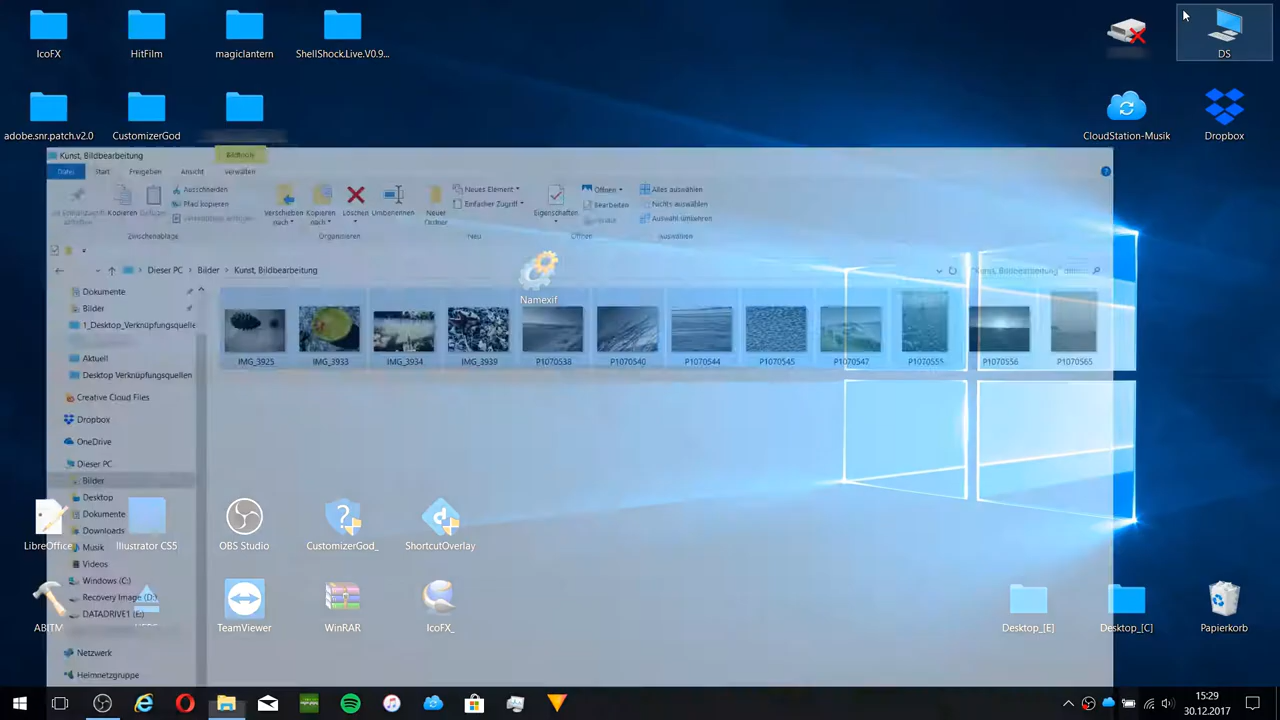 IcoFX
HitFilm
magiclantern
ShellShock.Live.V0.9...
DS
adobe.snr.patch.v2.0
CustomizerGod
CloudStation-Musik
Dropbox
Kunst, Bildbearbeitung
Bildtools
Datei
Start
Freigeben
Ansicht
Verwalten
Kopieren
Ausschneiden
Pfad kopieren
Verschieben nach
Kopieren nach
Löschen
Umbenennen
Neuer Ordner
Neues Element
Einfacher Zugriff
Eigenschaften
Öffnen
Bearbeiten
Alles auswählen
Nichts auswählen
Auswahl umkehren
Zwischenablage
Organisieren
Neu
Öffnen
Auswählen
Dieser PC
Bilder
Kunst, Bildbearbeitung
Namexif
Dokumente
Bilder
1_Desktop_Verknüpfungsquelle
Aktuell
Desktop Verknüpfungsquellen
Creative Cloud Files
Dropbox
OneDrive
Dieser PC
Bilder
Desktop
Dokumente
Downloads
Musik
Videos
Windows (C:)
Recovery Image (D:)
DATADRIVE1 (E:)
Netzwerk
Heimnetzgruppe
IMG_3925
IMG_3933
IMG_3934
IMG_3939
P1070538
P1070540
P1070544
P1070545
P1070547
P1070555
P1070556
P1070565
LibreOffice
Illustrator CS5
OBS Studio
CustomizerGod_
ShortcutOverlay
TeamViewer
WinRAR
IcoFX_
Desktop_[E]
Desktop_[C]
Papierkorb
15:29
30.12.2017